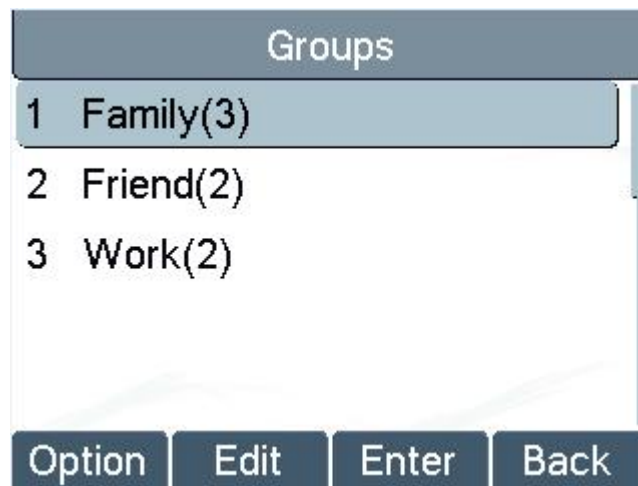 Groups
1 Family(3)
2 Friend(2)
3 Work(2)
Option Edit Enter Back